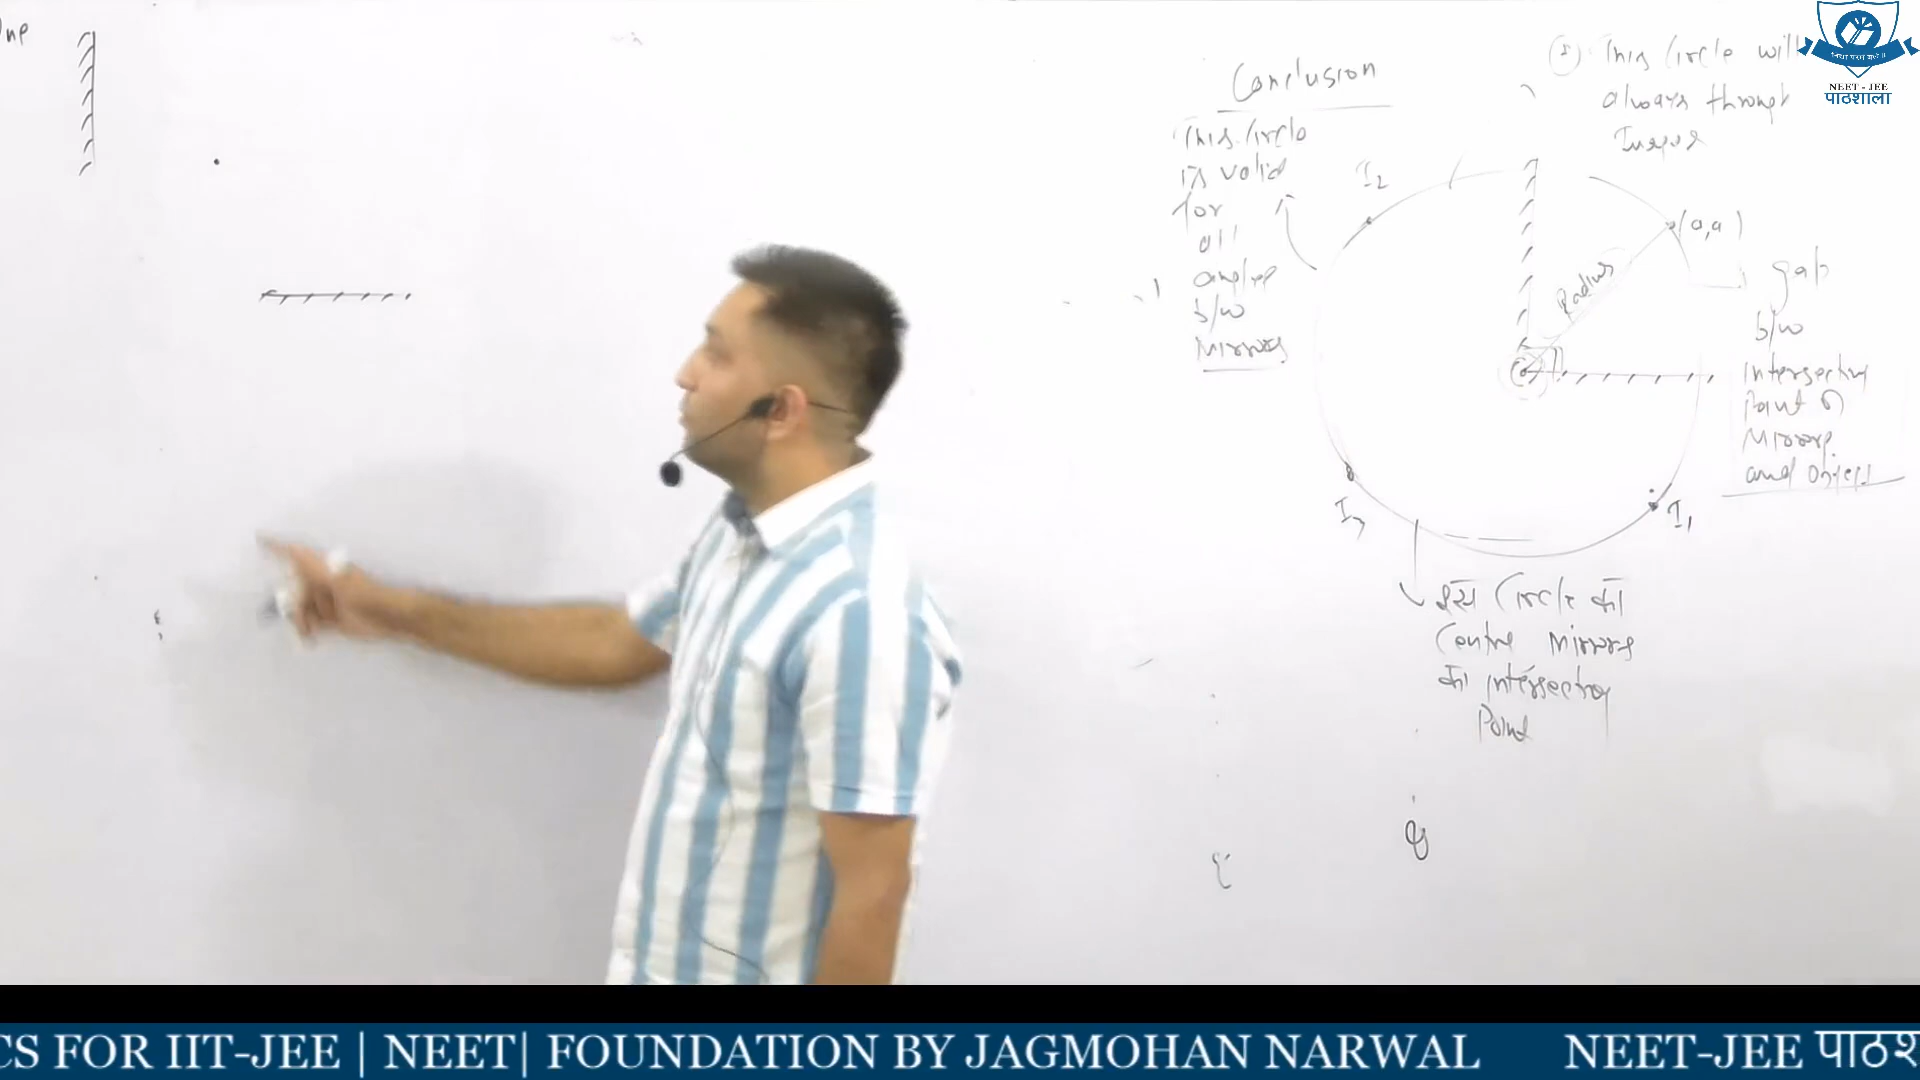 Conclusion
This Circle
is valid
for
all
angles
b/w
Mirrors
This Circle will
always through
I2
(a,a)
Radius
gap
b/w
intersecting
Point of
Mirrors
and object
I3
I1
इस Circle का
Centre Mirrors
का intersecting
Point
NEET - JEE
पाठशाला
CS FOR IIT-JEE | NEET| FOUNDATION BY JAGMOHAN NARWAL NEET-JEE पाठश